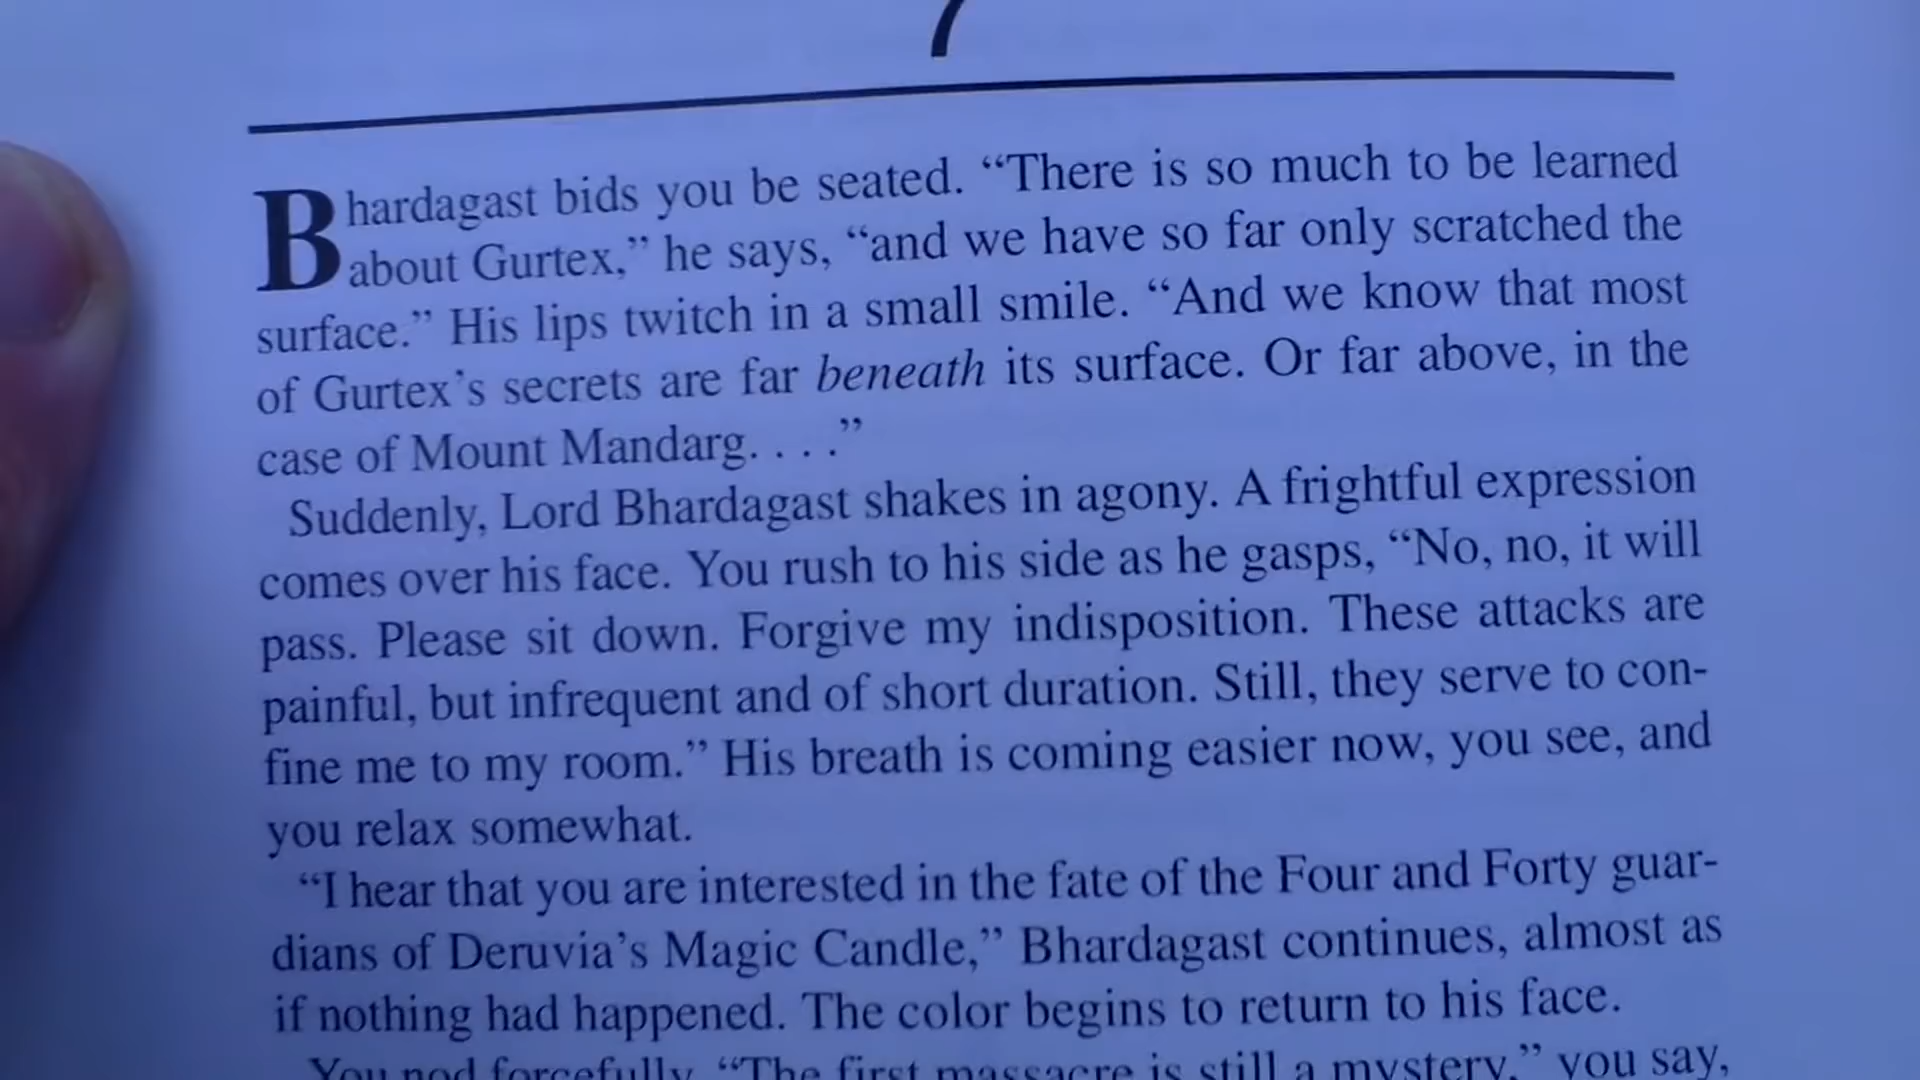 7
Bhardagast bids you be seated. “There is so much to be learned
about Gurtex,” he says, “and we have so far only scratched the
surface.” His lips twitch in a small smile. “And we know that most
of Gurtex’s secrets are far beneath its surface. Or far above, in the
case of Mount Mandarg. . . .”
Suddenly, Lord Bhardagast shakes in agony. A frightful expression
comes over his face. You rush to his side as he gasps, “No, no, it will
pass. Please sit down. Forgive my indisposition. These attacks are
painful, but infrequent and of short duration. Still, they serve to con-
fine me to my room.” His breath is coming easier now, you see, and
you relax somewhat.
“I hear that you are interested in the fate of the Four and Forty guar-
dians of Deruvia’s Magic Candle,” Bhardagast continues, almost as
if nothing had happened. The color begins to return to his face.
You nod forcefully. “The first massacre is still a mystery,” you say,